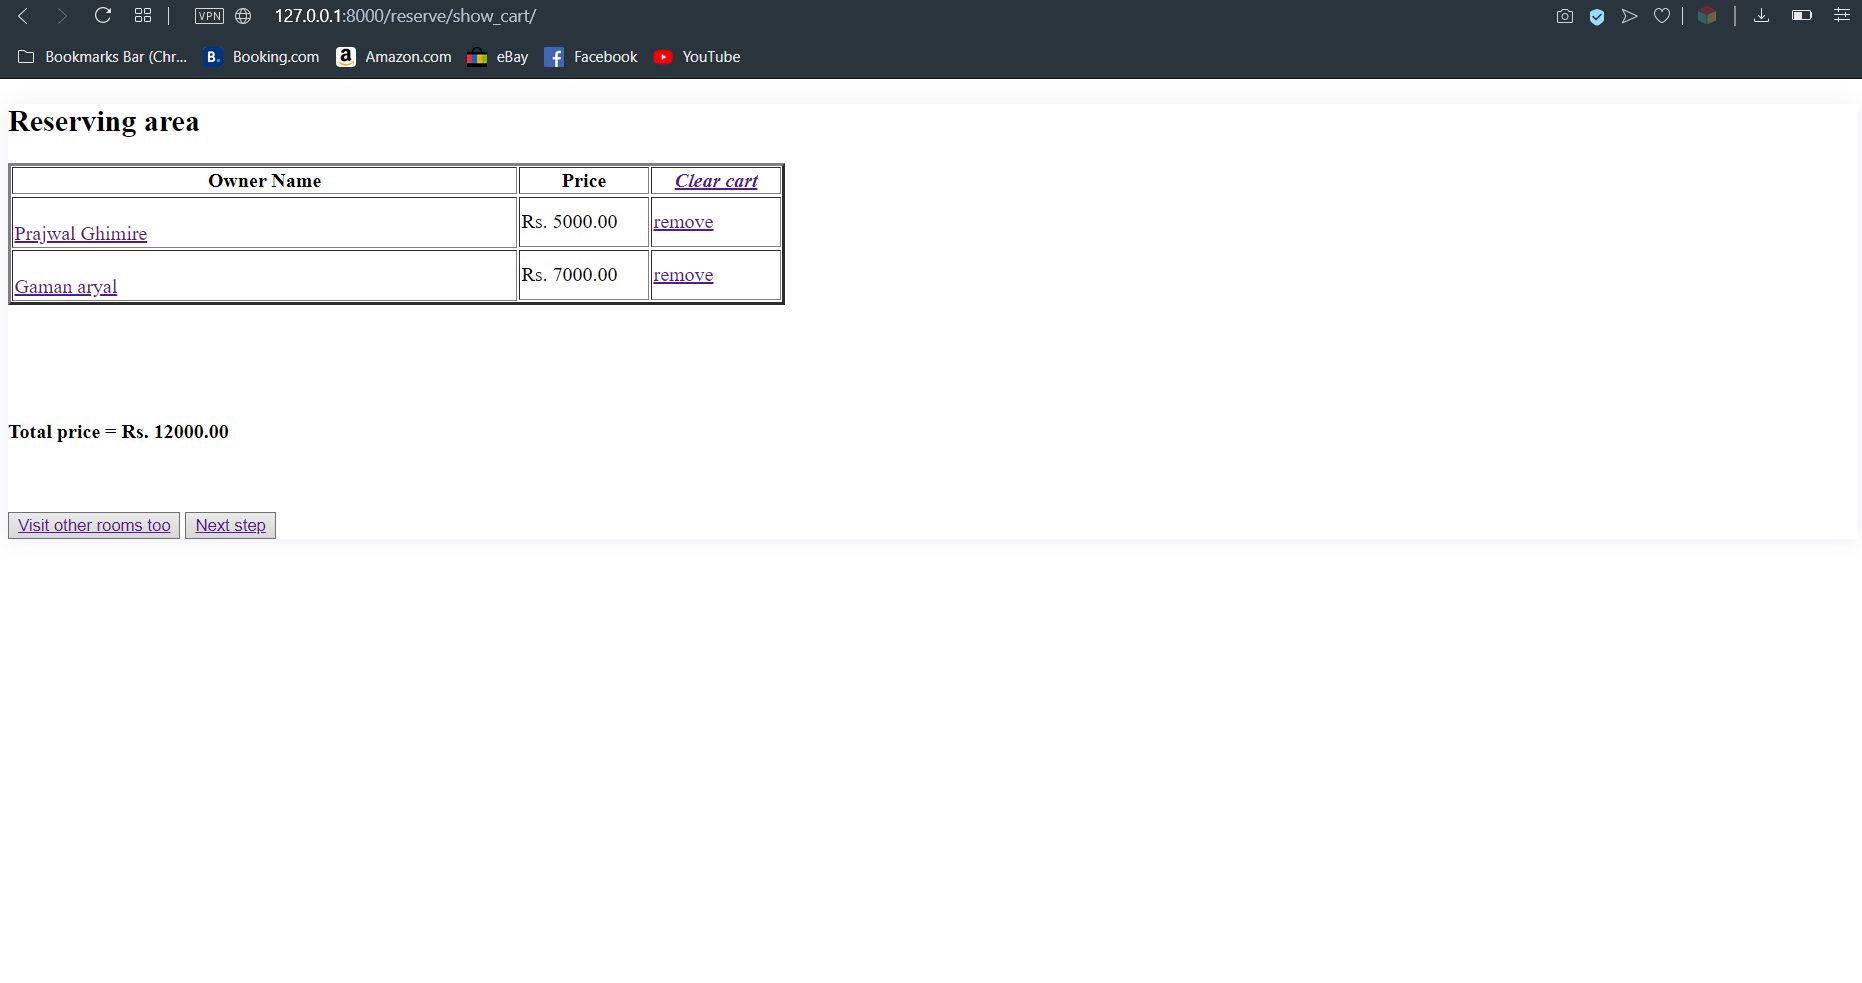 VPN 127.0.0.1:8000/reserve/show_cart/
Bookmarks Bar (Chr... B. Booking.com a Amazon.com eBay f Facebook YouTube
Reserving area
Owner Name Price Clear cart
Prajwal Ghimire Rs. 5000.00 remove
Gaman aryal Rs. 7000.00 remove
Total price = Rs. 12000.00
Visit other rooms too Next step